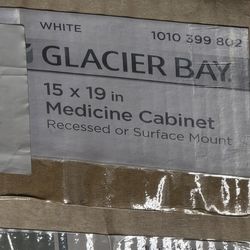 WHITE 1010 399 802
GLACIER BAY
15 x 19 in
Medicine Cabinet
Recessed or Surface Mount